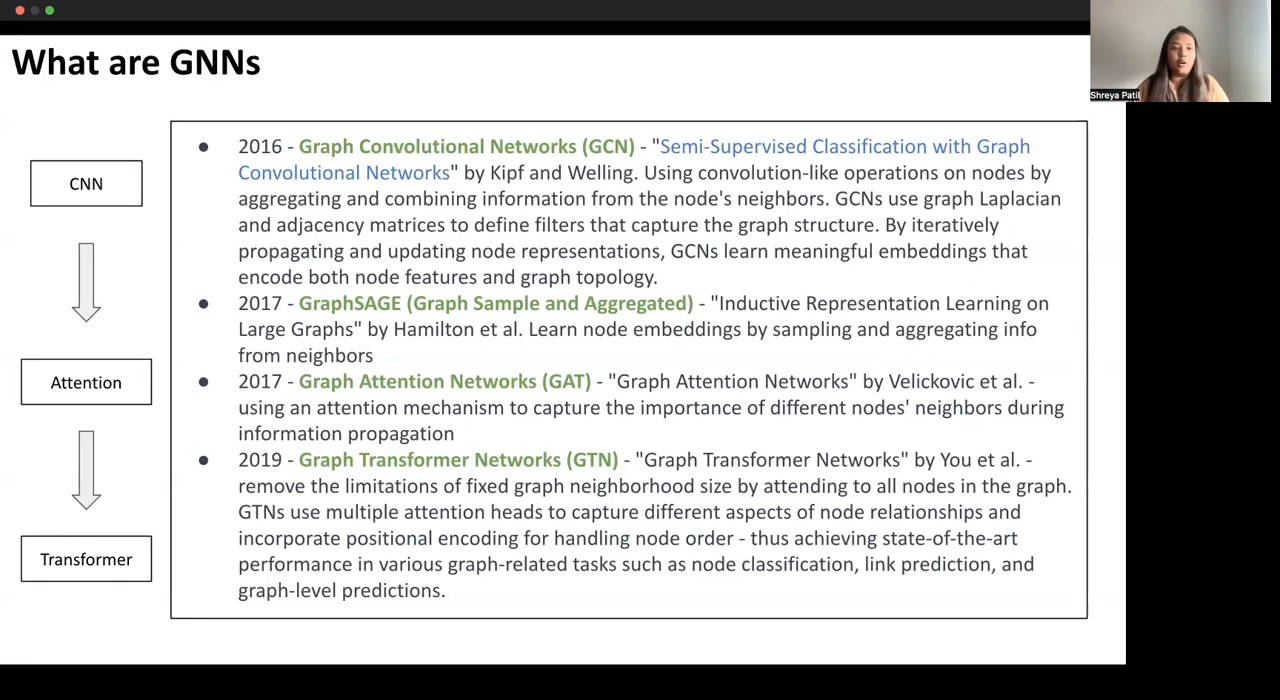 What are GNNs
Shreya Patil
CNN
Attention
Transformer
● 2016 - Graph Convolutional Networks (GCN) - "Semi-Supervised Classification with Graph
Convolutional Networks" by Kipf and Welling. Using convolution-like operations on nodes by
aggregating and combining information from the node's neighbors. GCNs use graph Laplacian
and adjacency matrices to define filters that capture the graph structure. By iteratively
propagating and updating node representations, GCNs learn meaningful embeddings that
encode both node features and graph topology.
● 2017 - GraphSAGE (Graph Sample and Aggregated) - "Inductive Representation Learning on
Large Graphs" by Hamilton et al. Learn node embeddings by sampling and aggregating info
from neighbors
● 2017 - Graph Attention Networks (GAT) - "Graph Attention Networks" by Velickovic et al. -
using an attention mechanism to capture the importance of different nodes' neighbors during
information propagation
● 2019 - Graph Transformer Networks (GTN) - "Graph Transformer Networks" by You et al. -
remove the limitations of fixed graph neighborhood size by attending to all nodes in the graph.
GTNs use multiple attention heads to capture different aspects of node relationships and
incorporate positional encoding for handling node order - thus achieving state-of-the-art
performance in various graph-related tasks such as node classification, link prediction, and
graph-level predictions.